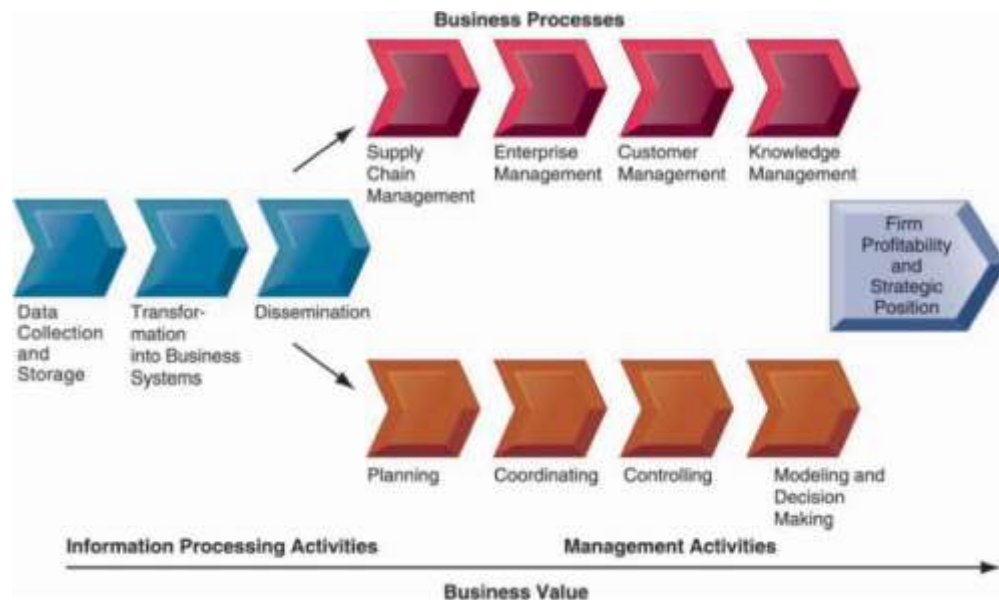 Business Processes
Supply
Chain
Management
Enterprise
Management
Customer
Management
Knowledge
Management
Firm
Profitability
and
Strategic
Position
Data
Collection
and
Storage
Transfor-
mation
into Business
Systems
Dissemination
Planning
Coordinating
Controlling
Modeling and
Decision
Making
Information Processing Activities
Management Activities
Business Value